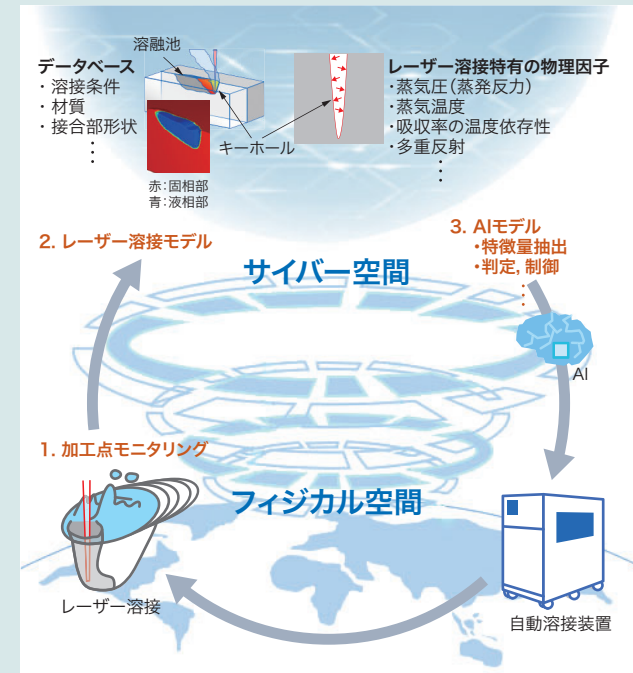 データベース
・ 溶接条件
・ 材質
・ 接合部形状
⋮
溶融池
キーホール
赤：固相部
青：液相部
レーザー溶接特有の物理因子
・蒸気圧（蒸発反力）
・蒸気温度
・吸収率の温度依存性
・多重反射
⋮
2. レーザー溶接モデル
3. AIモデル
・特徴量抽出
・判定，制御
⋮
サイバー空間
AI
1. 加工点モニタリング
フィジカル空間
レーザー溶接
自動溶接装置